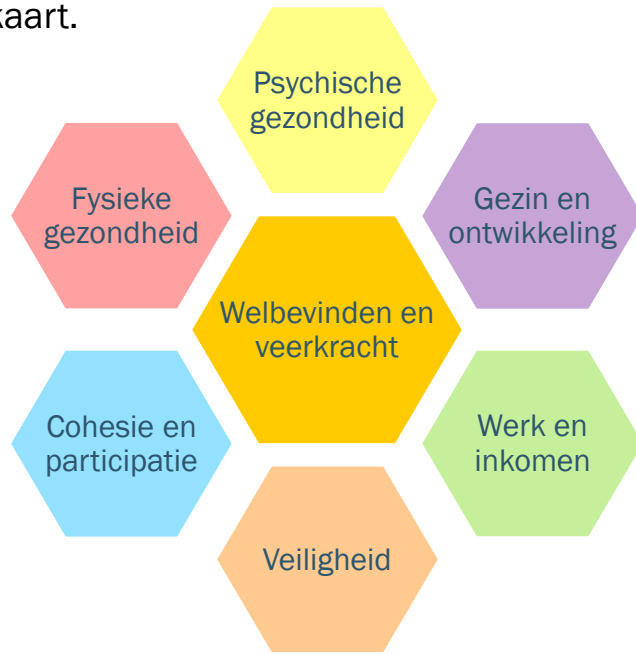 kaart.
Psychische
gezondheid
Fysieke
gezondheid
Gezin en
ontwikkeling
Welbevinden en
veerkracht
Cohesie en
participatie
Werk en
inkomen
Veiligheid